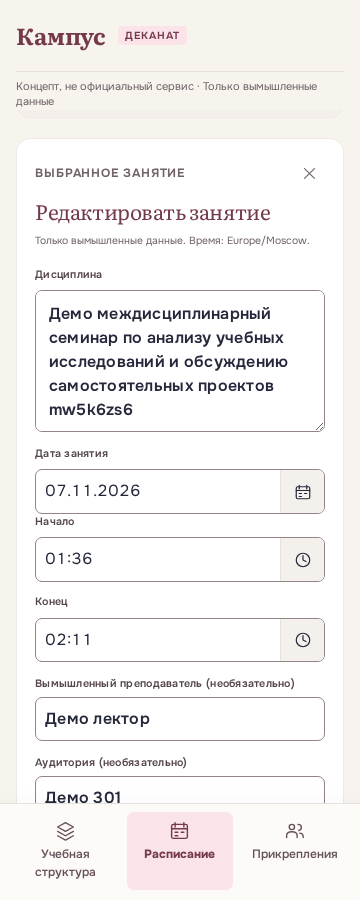 Кампус
ДЕКАНАТ
Концепт, не официальный сервис · Только вымышленные
данные
ВЫБРАННОЕ ЗАНЯТИЕ
Редактировать занятие
Только вымышленные данные. Время: Europe/Moscow.
Дисциплина
Демо междисциплинарный
семинар по анализу учебных
исследований и обсуждению
самостоятельных проектов
mw5k6zs6
Дата занятия
07.11.2026
Начало
01:36
Конец
02:11
Вымышленный преподаватель (необязательно)
Демо лектор
Аудитория (необязательно)
Демо 301
Учебная
структура
Расписание
Прикрепления